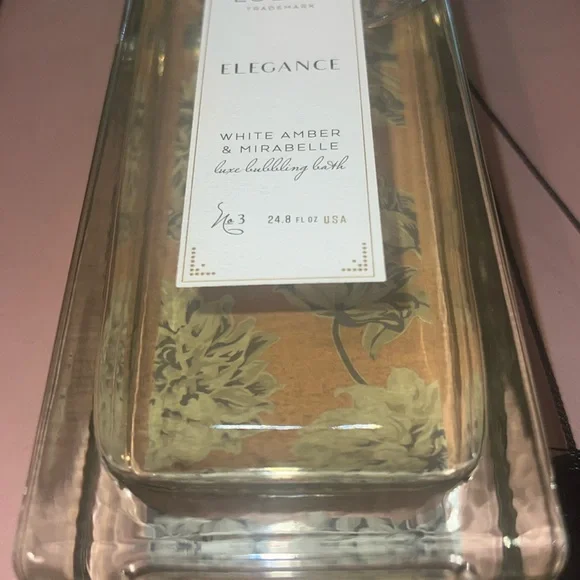 TRADEMARK
ELEGANCE
WHITE AMBER
& MIRABELLE
luxe bubbling bath
No 3 24.8 FL OZ USA